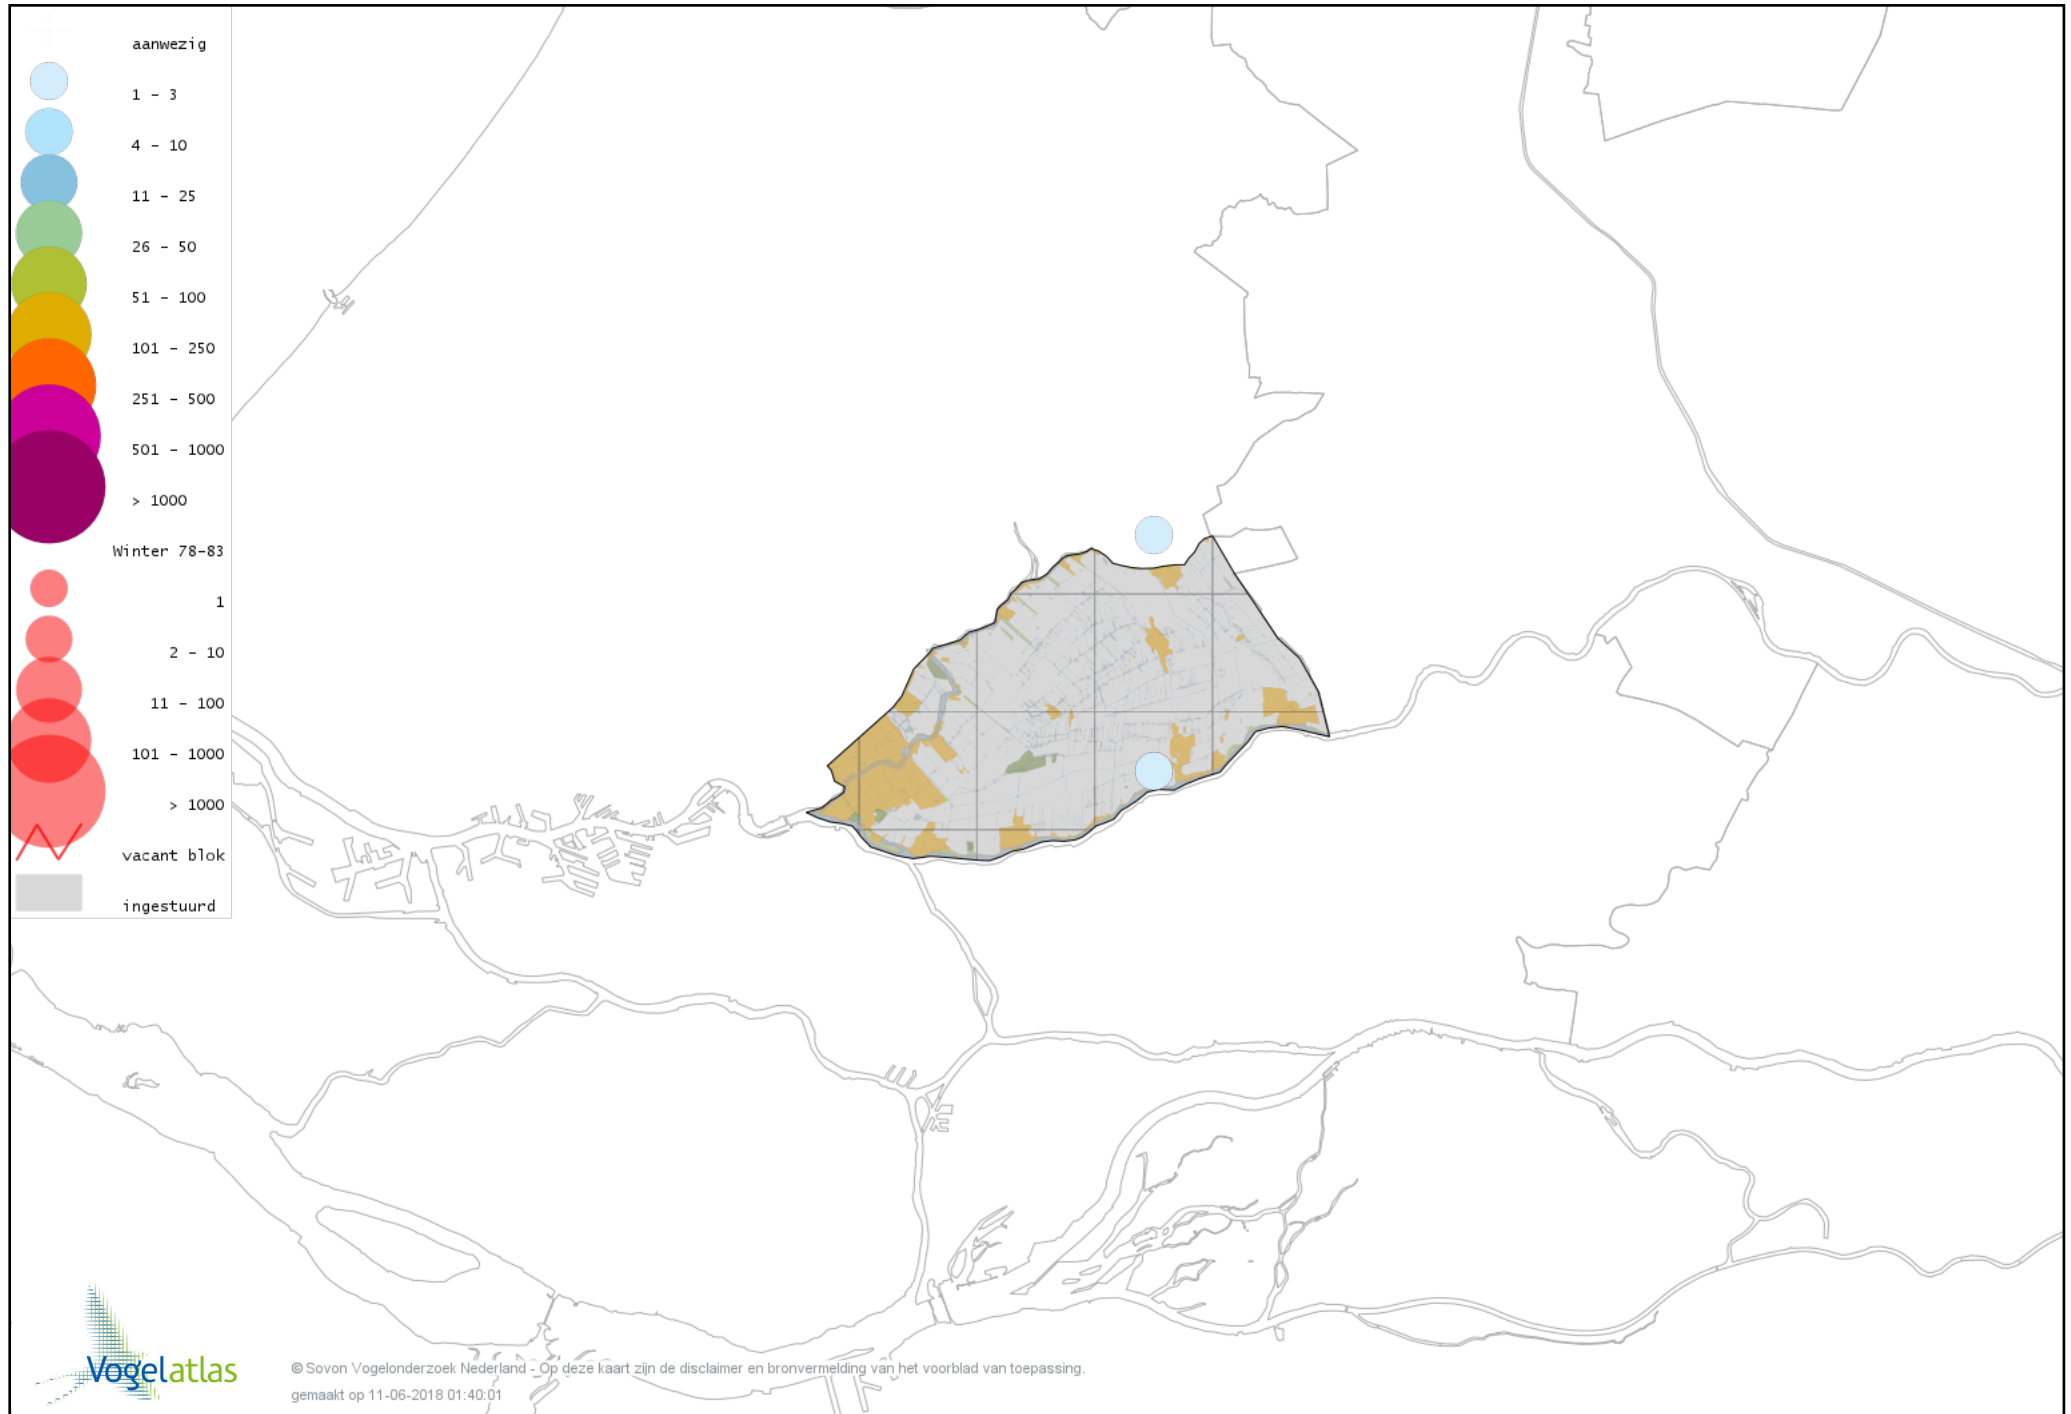 aanwezig
1 - 3
4 - 10
11 - 25
26 - 50
51 - 100
101 - 250
251 - 500
501 - 1000
> 1000
Winter 78-83
1
2 - 10
11 - 100
101 - 1000
> 1000
vacant blok
ingestuurd
Vogelatlas
© Sovon Vogelonderzoek Nederland - Op deze kaart zijn de disclaimer en bronvermelding van het voorblad van toepassing.
gemaakt op 11-06-2018 01:40:01